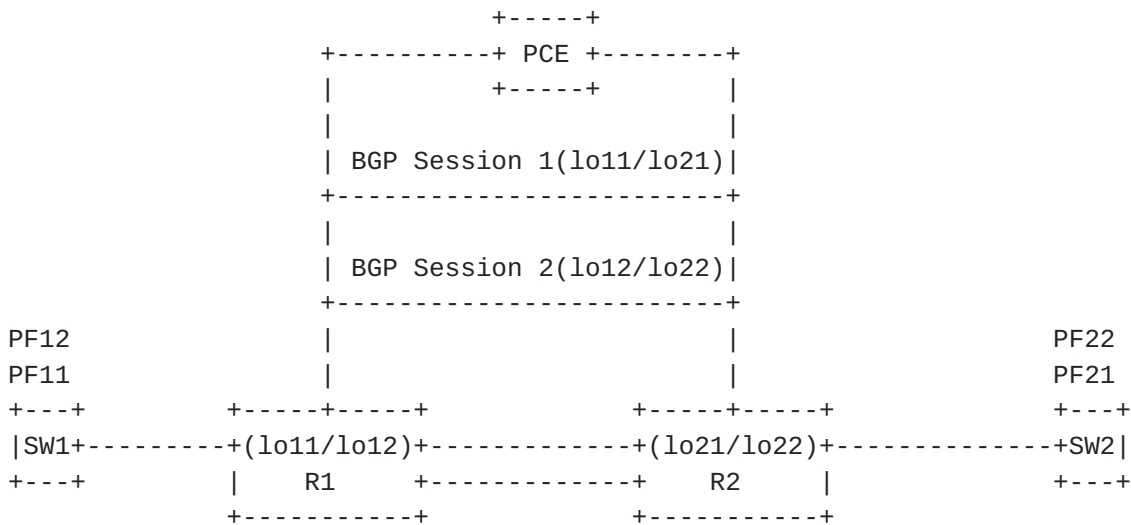 PCE
BGP Session 1(lo11/lo21)
BGP Session 2(lo12/lo22)
PF12 PF22
PF11 PF21
SW1 (lo11/lo12) (lo21/lo22) SW2
R1 R2